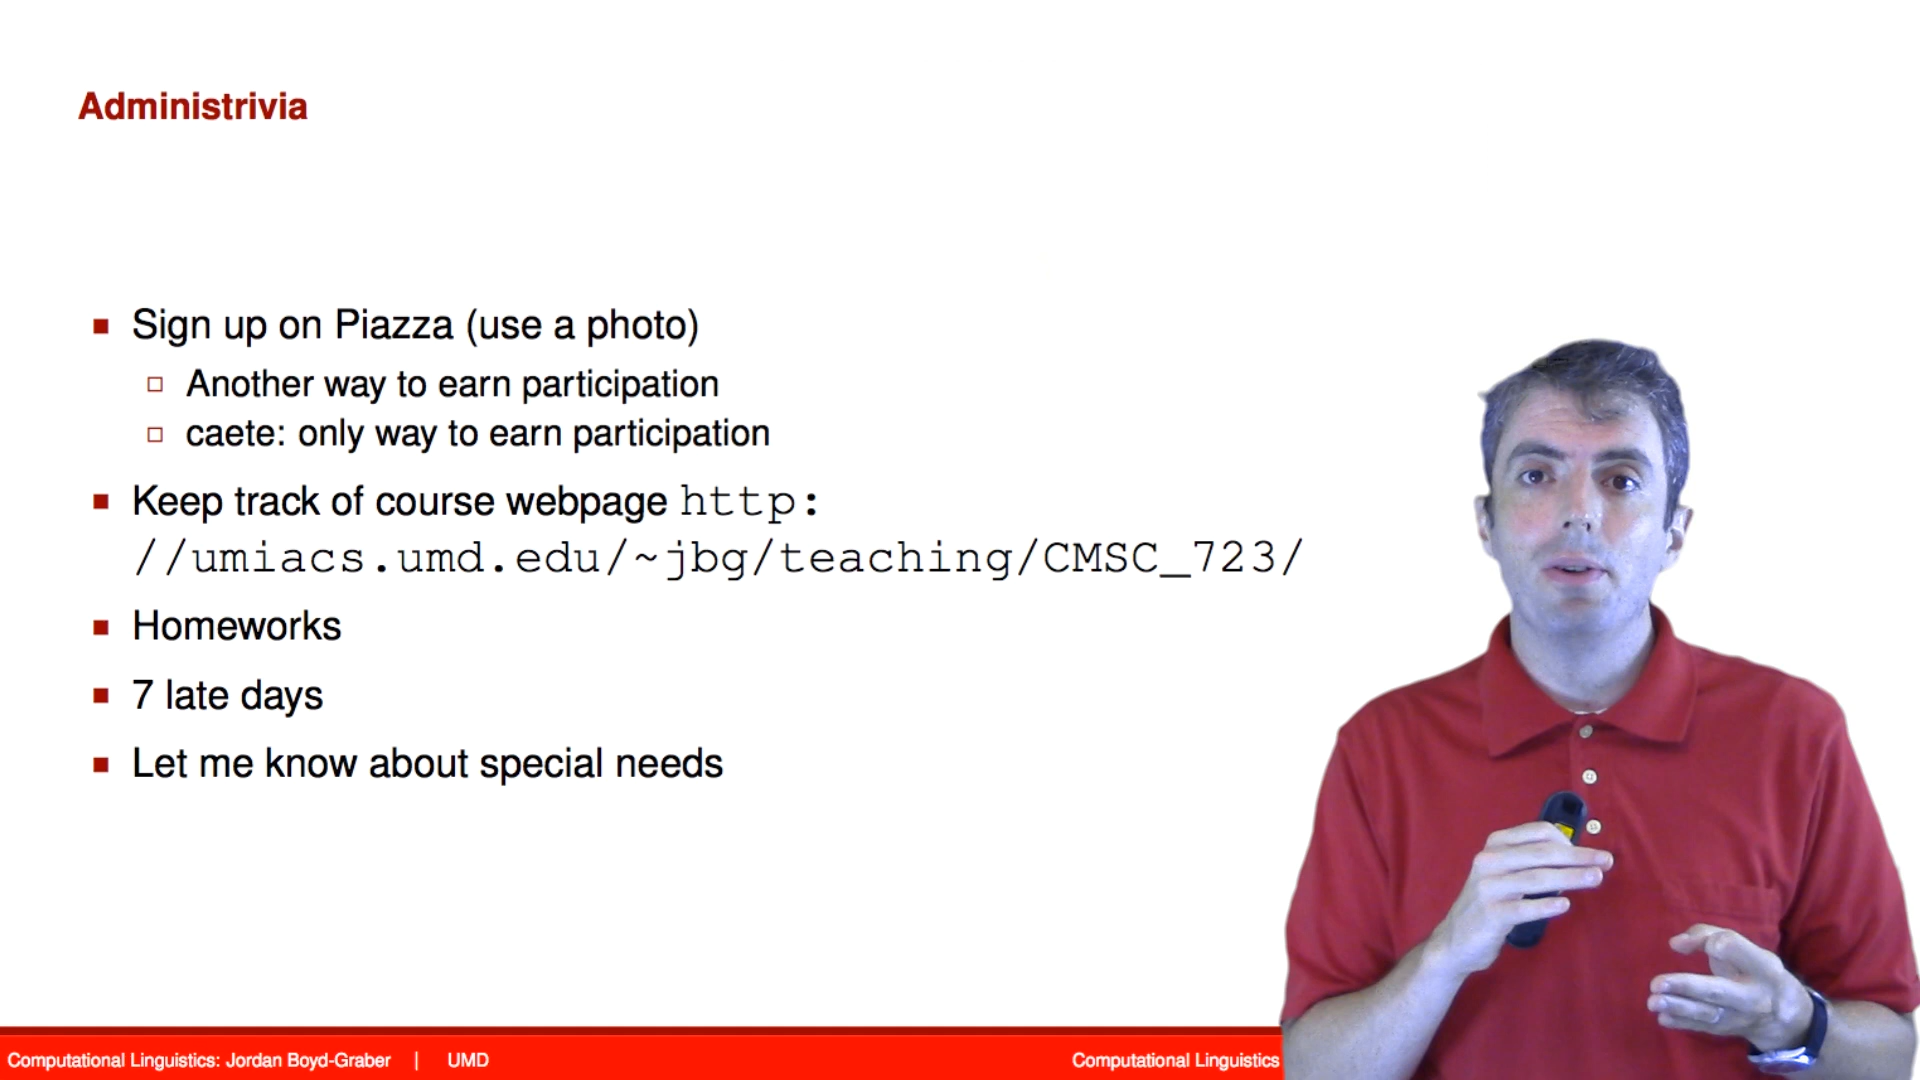 Administrivia
Sign up on Piazza (use a photo)
Another way to earn participation
caete: only way to earn participation
Keep track of course webpage http:
//umiacs.umd.edu/~jbg/teaching/CMSC_723/
Homeworks
7 late days
Let me know about special needs
Computational Linguistics: Jordan Boyd-Graber | UMD Computational Linguistics